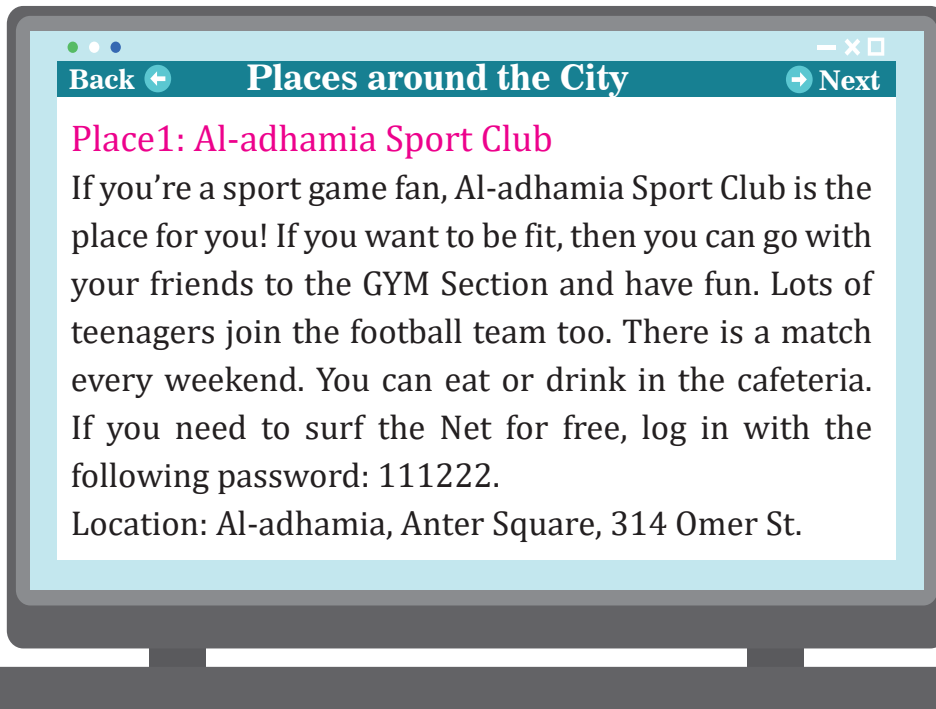 Back Places around the City Next
Place1: Al-adhamia Sport Club
If you’re a sport game fan, Al-adhamia Sport Club is the
place for you! If you want to be fit, then you can go with
your friends to the GYM Section and have fun. Lots of
teenagers join the football team too. There is a match
every weekend. You can eat or drink in the cafeteria.
If you need to surf the Net for free, log in with the
following password: 111222.
Location: Al-adhamia, Anter Square, 314 Omer St.